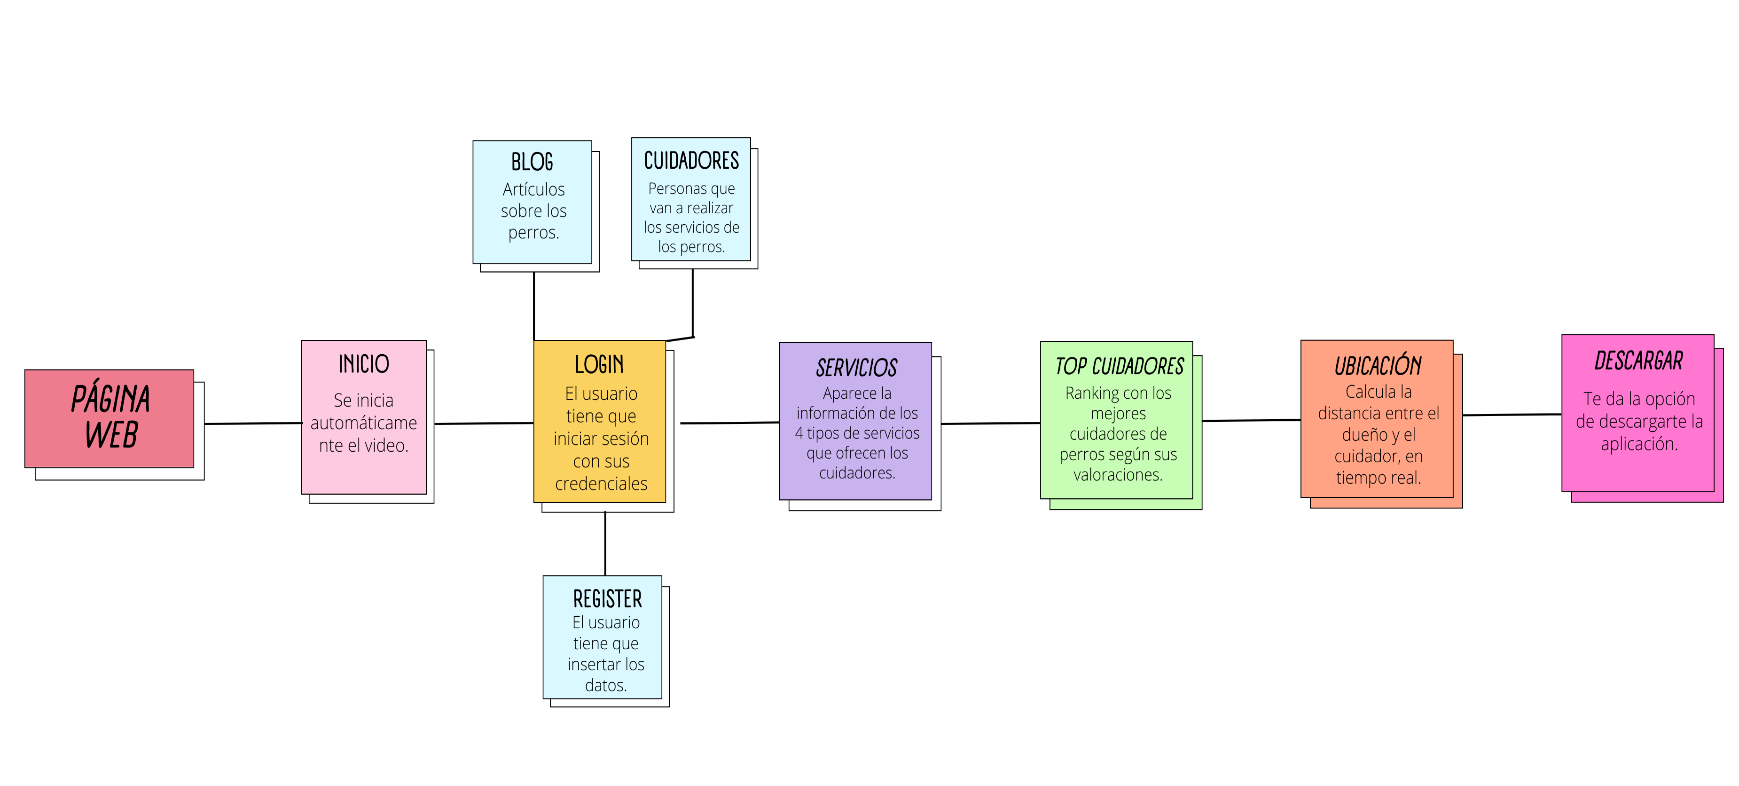 BLOG
Artículos
sobre los
perros.
CUIDADORES
Personas que
van a realizar
los servicios de
los perros.
PÁGINA
WEB
INICIO
Se inicia
automáticame
nte el video.
LOGIN
El usuario
tiene que
iniciar sesión
con sus
credenciales
SERVICIOS
Aparece la
información de los
4 tipos de servicios
que ofrecen los
cuidadores.
TOP CUIDADORES
Ranking con los
mejores
cuidadores de
perros según sus
valoraciones.
UBICACIÓN
Calcula la
distancia entre el
dueño y el
cuidador, en
tiempo real.
DESCARGAR
Te da la opción
de descargarte la
aplicación.
REGISTER
El usuario
tiene que
insertar los
datos.